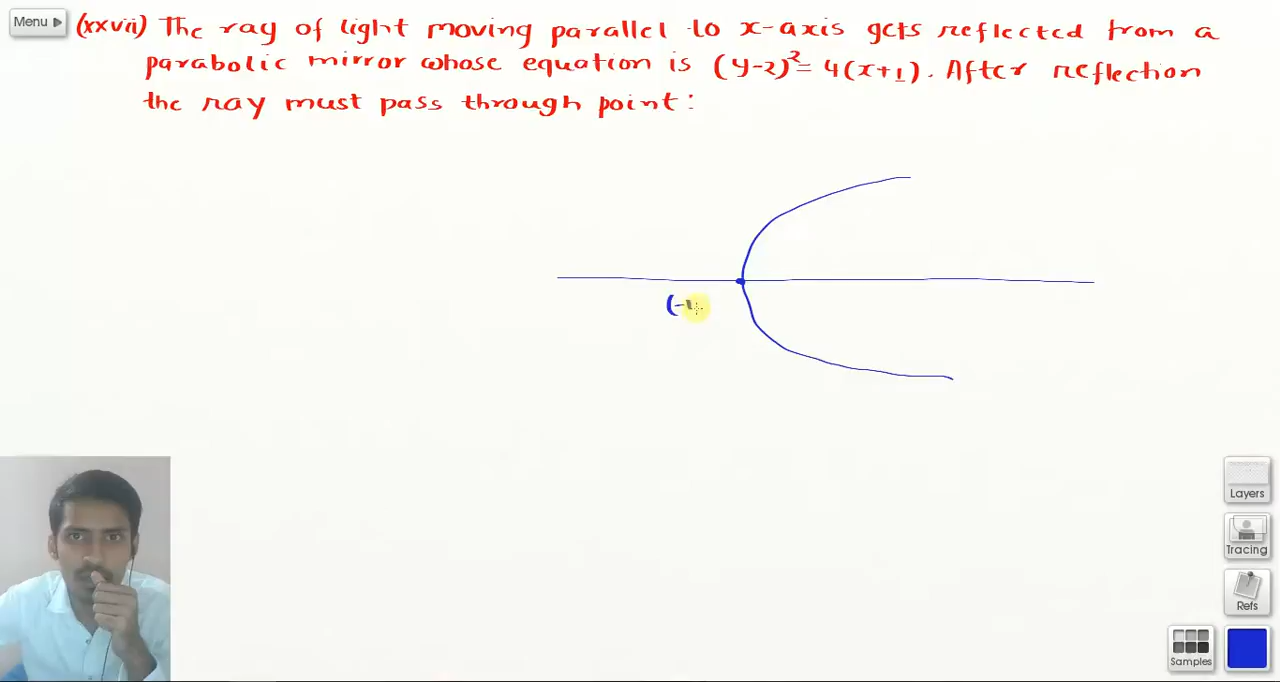 Menu
(xxvii) The ray of light moving parallel to x-axis gets reflected from a
parabolic mirror whose equation is (y-2)²= 4(x+1). After reflection
the ray must pass through point:
(-1
Layers
Tracing
Refs
Samples